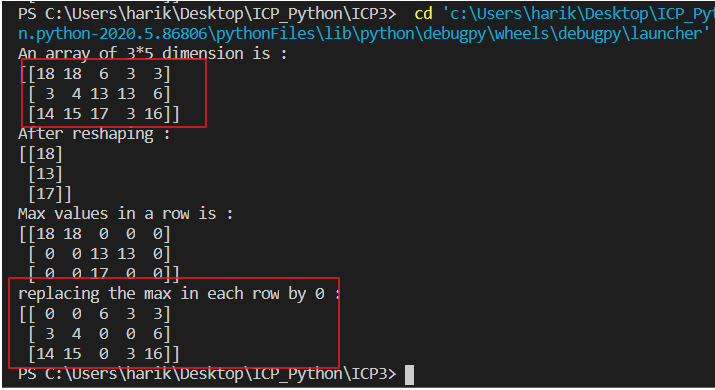 PS C:\Users\harik\Desktop\ICP_Python\ICP3>  cd 'c:\Users\harik\Desktop\ICP_Pyt
n.python-2020.5.86806\pythonFiles\lib\python\debugpy\wheels\debugpy\launcher'
An array of 3*5 dimension is :
[[18 18  6  3  3]
 [ 3  4 13 13  6]
 [14 15 17  3 16]]
After reshaping :
[[18]
 [13]
 [17]]
Max values in a row is :
[[18 18  0  0  0]
 [ 0  0 13 13  0]
 [ 0  0 17  0  0]]
replacing the max in each row by 0 :
[[ 0  0  6  3  3]
 [ 3  4  0  0  6]
 [14 15  0  3 16]]
PS C:\Users\harik\Desktop\ICP_Python\ICP3>